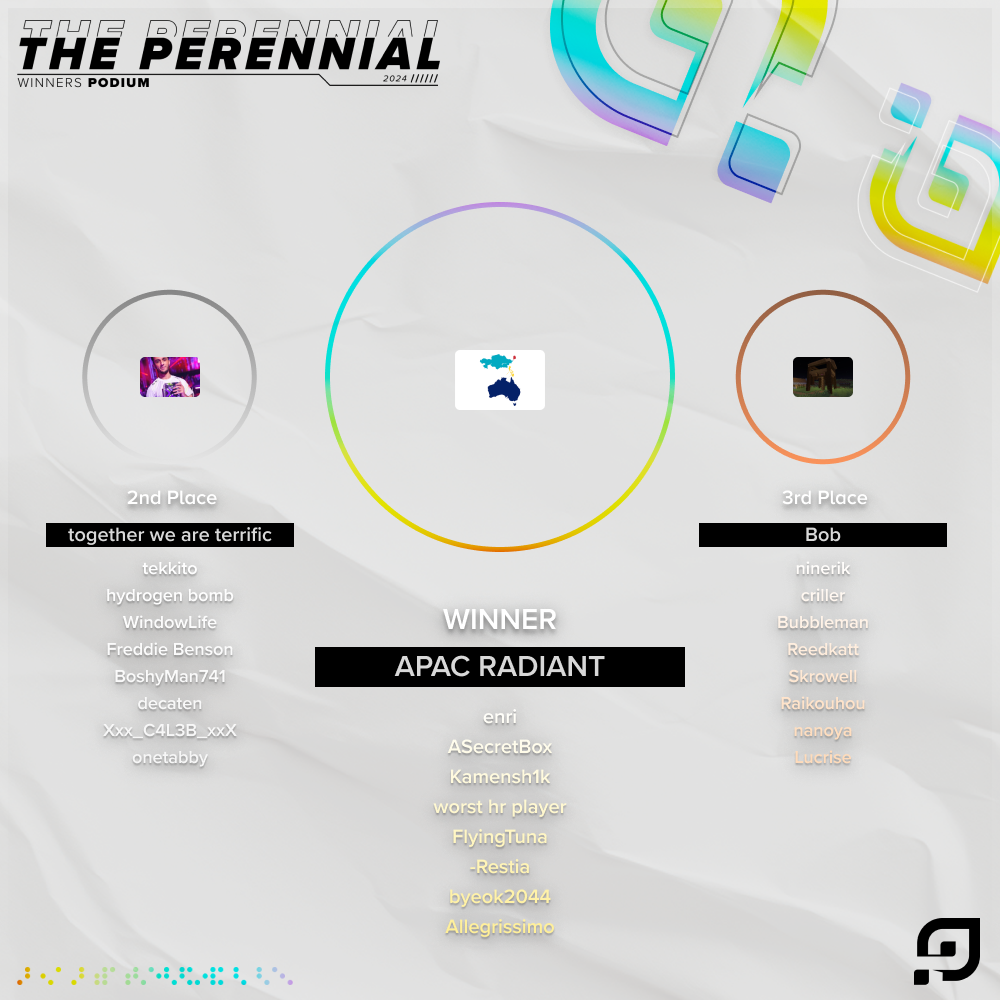 THE PERENNIAL
THE PERENNIAL
WINNERS PODIUM
2024 //////
2nd Place
together we are terrific
tekkito
hydrogen bomb
WindowLife
Freddie Benson
BoshyMan741
decaten
Xxx_C4L3B_xxX
onetabby
WINNER
APAC RADIANT
enri
ASecretBox
Kamensh1k
worst hr player
FlyingTuna
-Restia
byeok2044
Allegrissimo
3rd Place
Bob
ninerik
criller
Bubbleman
Reedkatt
Skrowell
Raikouhou
nanoya
Lucrise